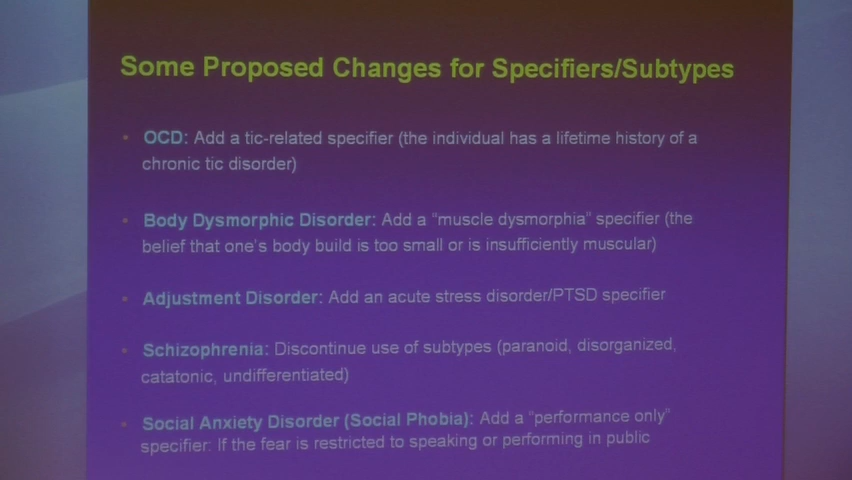 Some Proposed Changes for Specifiers/Subtypes
• OCD: Add a tic-related specifier (the individual has a lifetime history of a
chronic tic disorder)
• Body Dysmorphic Disorder: Add a "muscle dysmorphia" specifier (the
belief that one's body build is too small or is insufficiently muscular)
• Adjustment Disorder: Add an acute stress disorder/PTSD specifier
• Schizophrenia: Discontinue use of subtypes (paranoid, disorganized,
catatonic, undifferentiated)
• Social Anxiety Disorder (Social Phobia): Add a "performance only"
specifier: If the fear is restricted to speaking or performing in public